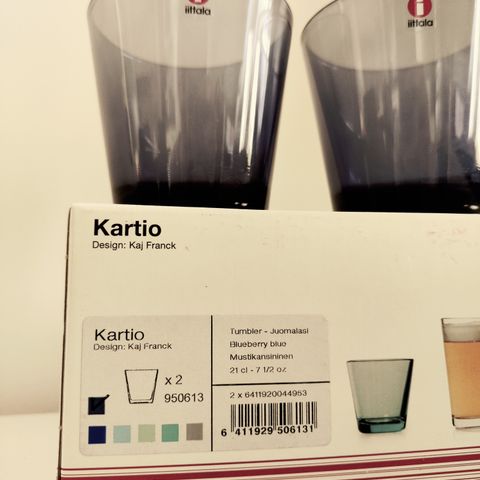 iittala
iittala
Kartio
Design: Kaj Franck
Kartio
Design: Kaj Franck
x 2
950613
Tumbler - Juomalasi
Blueberry blue
Mustikansininen
21 cl - 7 1/2 oz
2 x 6411920044953
6 411929 506131